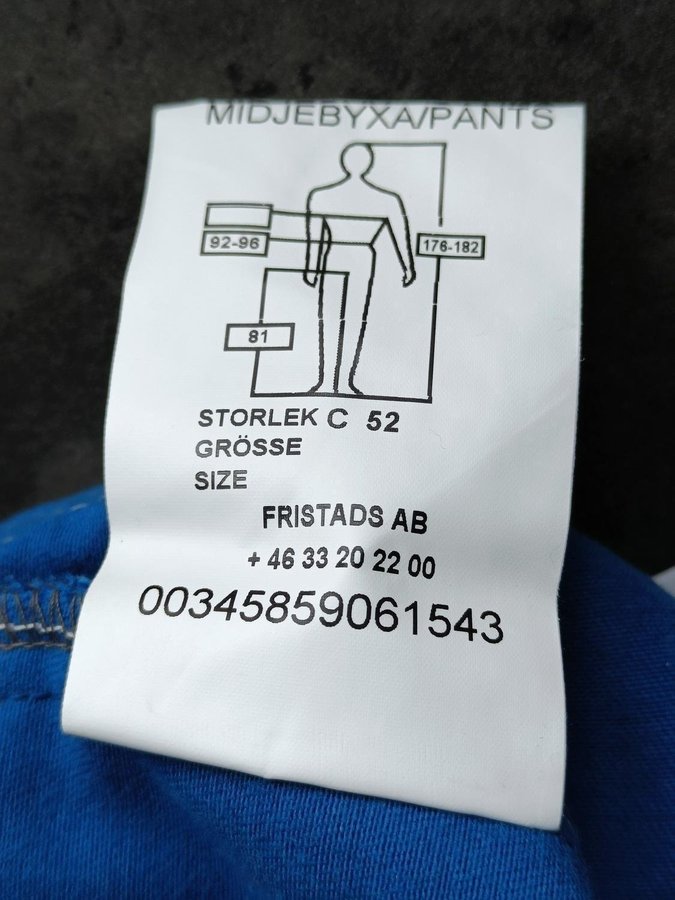 MIDJEBYXA/PANTS
92-96
176-182
81
STORLEK C 52
GRÖSSE
SIZE
FRISTADS AB
+ 46 33 20 22 00
00345859061543